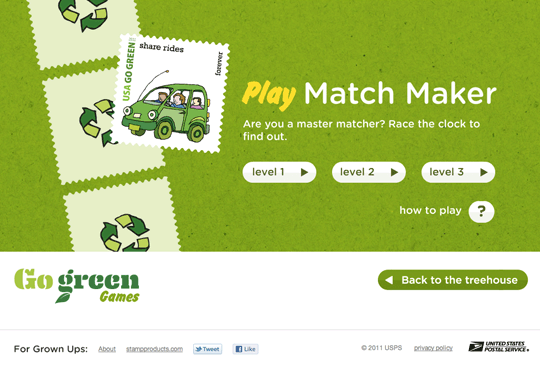 share rides
USA GO GREEN
forever
Play Match Maker
Are you a master matcher? Race the clock to
find out.
level 1
level 2
level 3
how to play ?
Go green
Games
Back to the treehouse
For Grown Ups: About stampproducts.com Tweet Like
© 2011 USPS privacy policy
UNITED STATES
POSTAL SERVICE